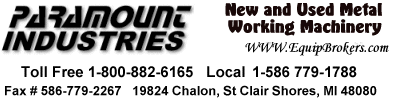 PARAMOUNT
INDUSTRIES
New and Used Metal
Working Machinery
WWW.EquipBrokers.com
Toll Free 1-800-882-6165 Local 1-586 779-1788
Fax # 586-779-2267 19824 Chalon, St Clair Shores, MI 48080